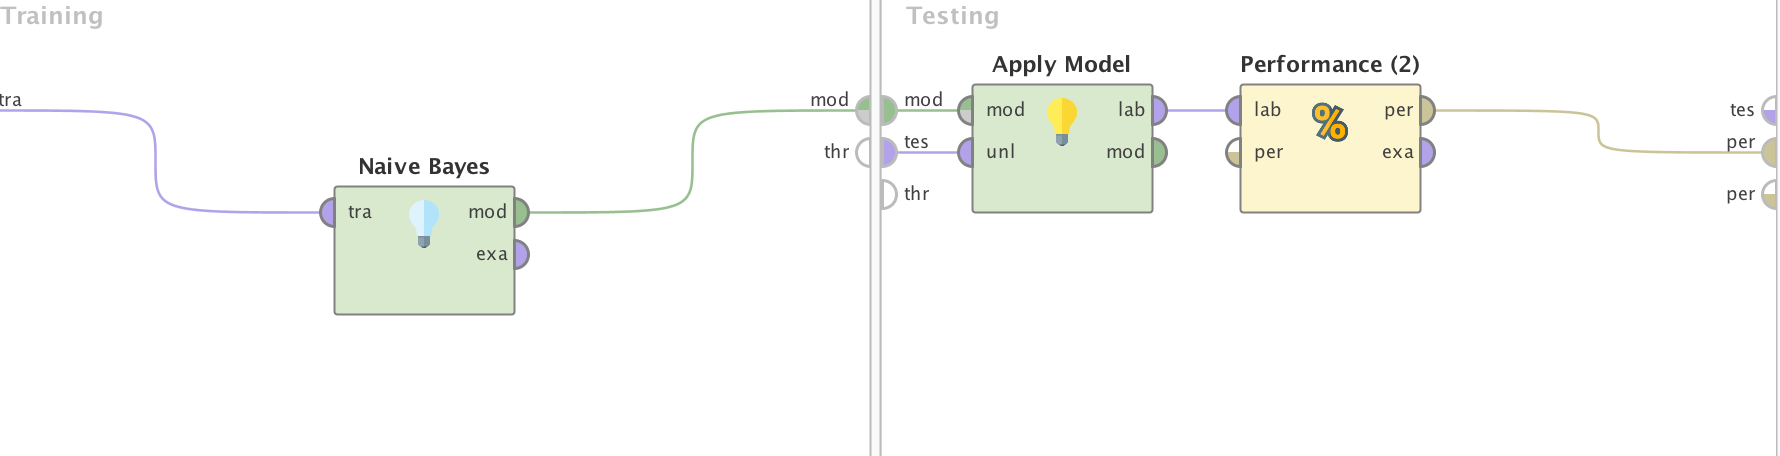 Training
Testing
Apply Model
Performance (2)
tra
mod
mod
mod
lab
lab
per
tes
thr
tes
unl
mod
per
exa
per
Naive Bayes
thr
per
tra
mod
exa